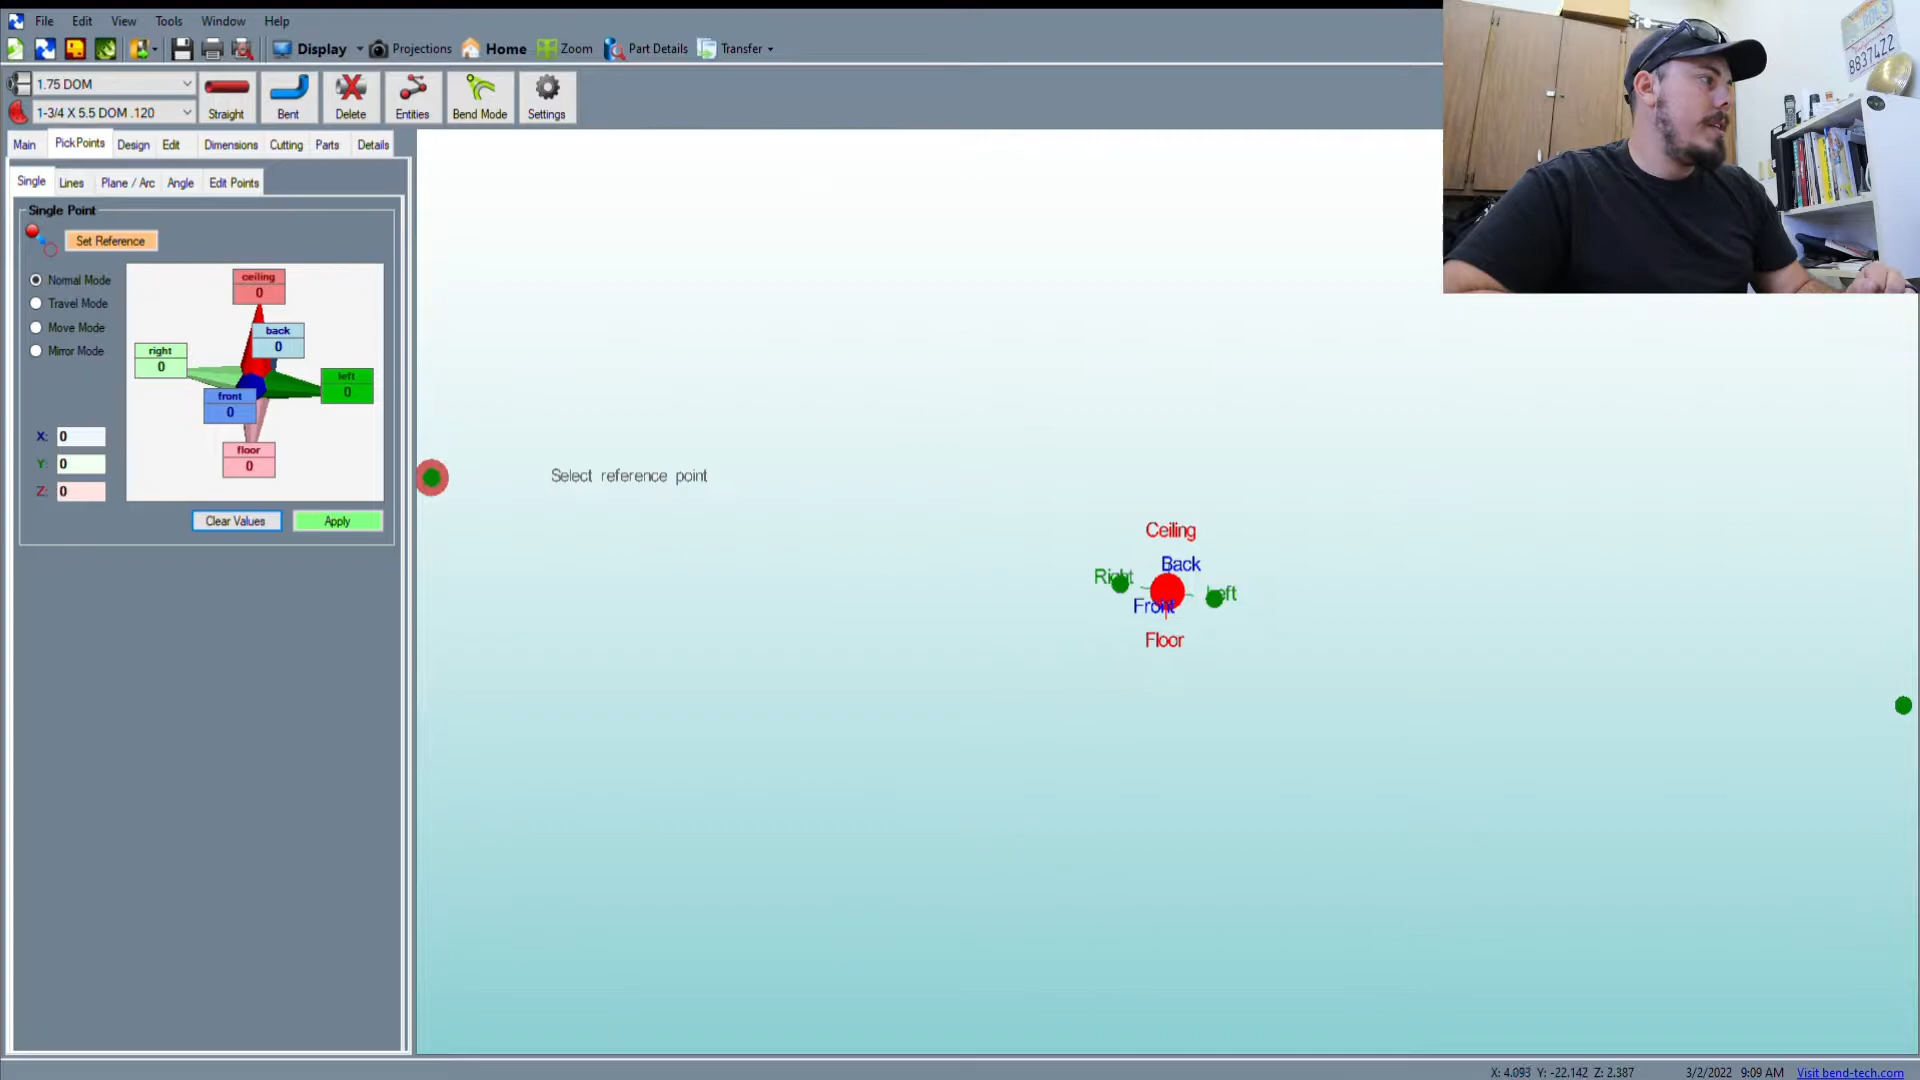 File Edit View Tools Window Help
Display Projections Home Zoom Part Details Transfer
1.75 DOM
1-3/4 X 5.5 DOM .120
Straight Bent Delete Entities Bend Mode Settings
Main PickPoints Design Edit Dimensions Cutting Parts Details
Single Lines Plane / Arc Angle Edit Points
Single Point
Set Reference
Normal Mode
Travel Mode
Move Mode
Mirror Mode
ceiling
0
back
0
right
0
left
0
front
0
floor
0
X: 0
Y: 0
Z: 0
Clear Values Apply
Select reference point
Ceiling
Back
Right
Left
Front
Floor
88374Z2
X: 4.093 Y: -22.142 Z: 2.387 3/2/2022 9:09 AM Visit bend-tech.com